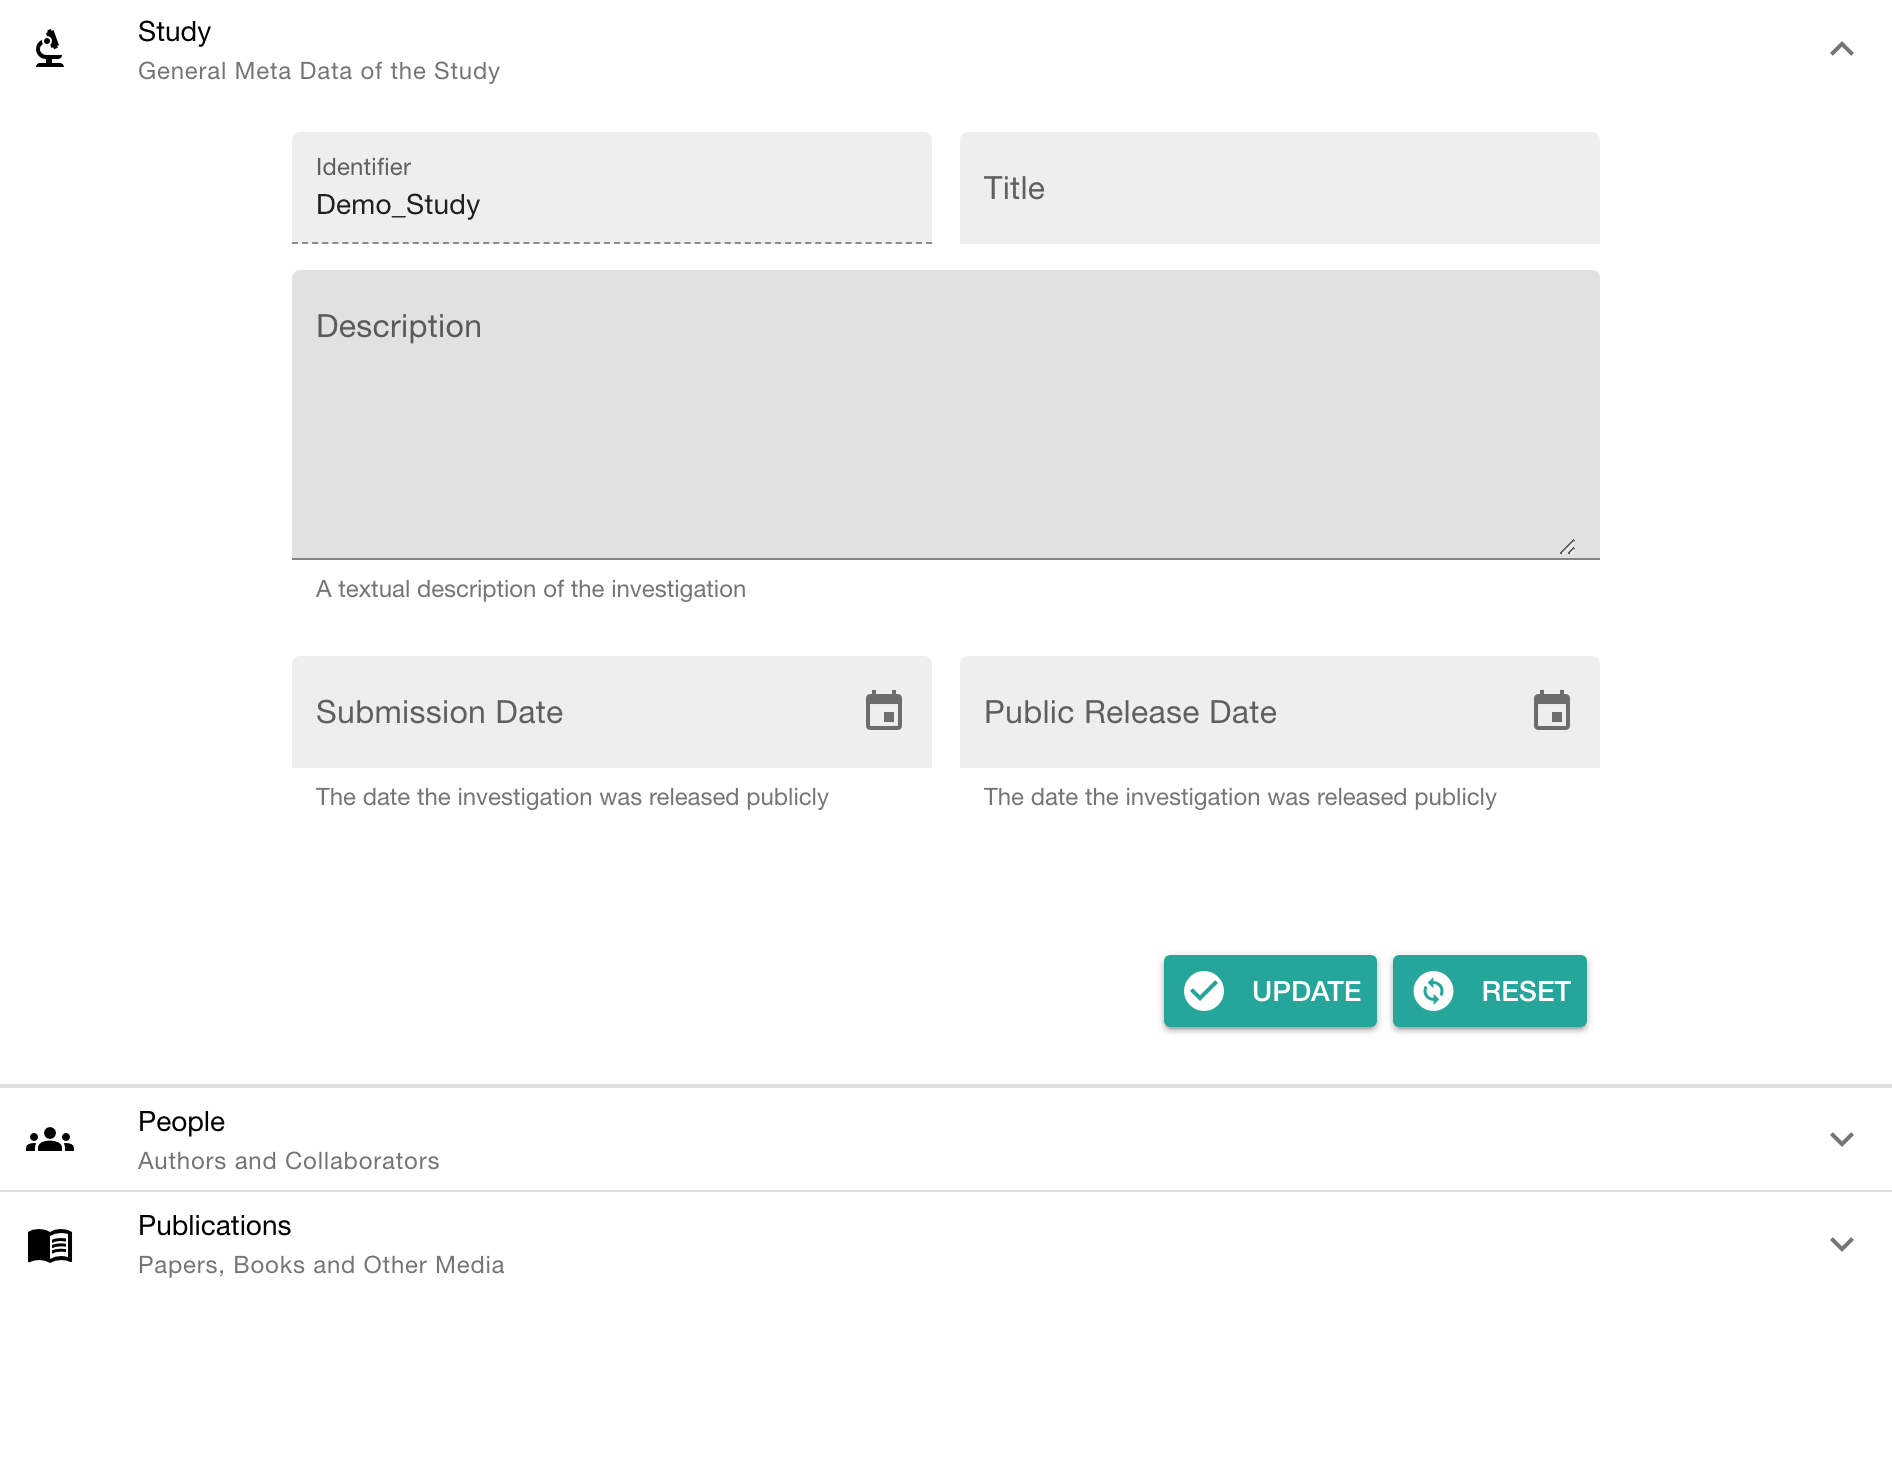 Study
General Meta Data of the Study
Identifier
Demo_Study
Title
Description
A textual description of the investigation
Submission Date
Public Release Date
The date the investigation was released publicly
The date the investigation was released publicly
UPDATE
RESET
People
Authors and Collaborators
Publications
Papers, Books and Other Media